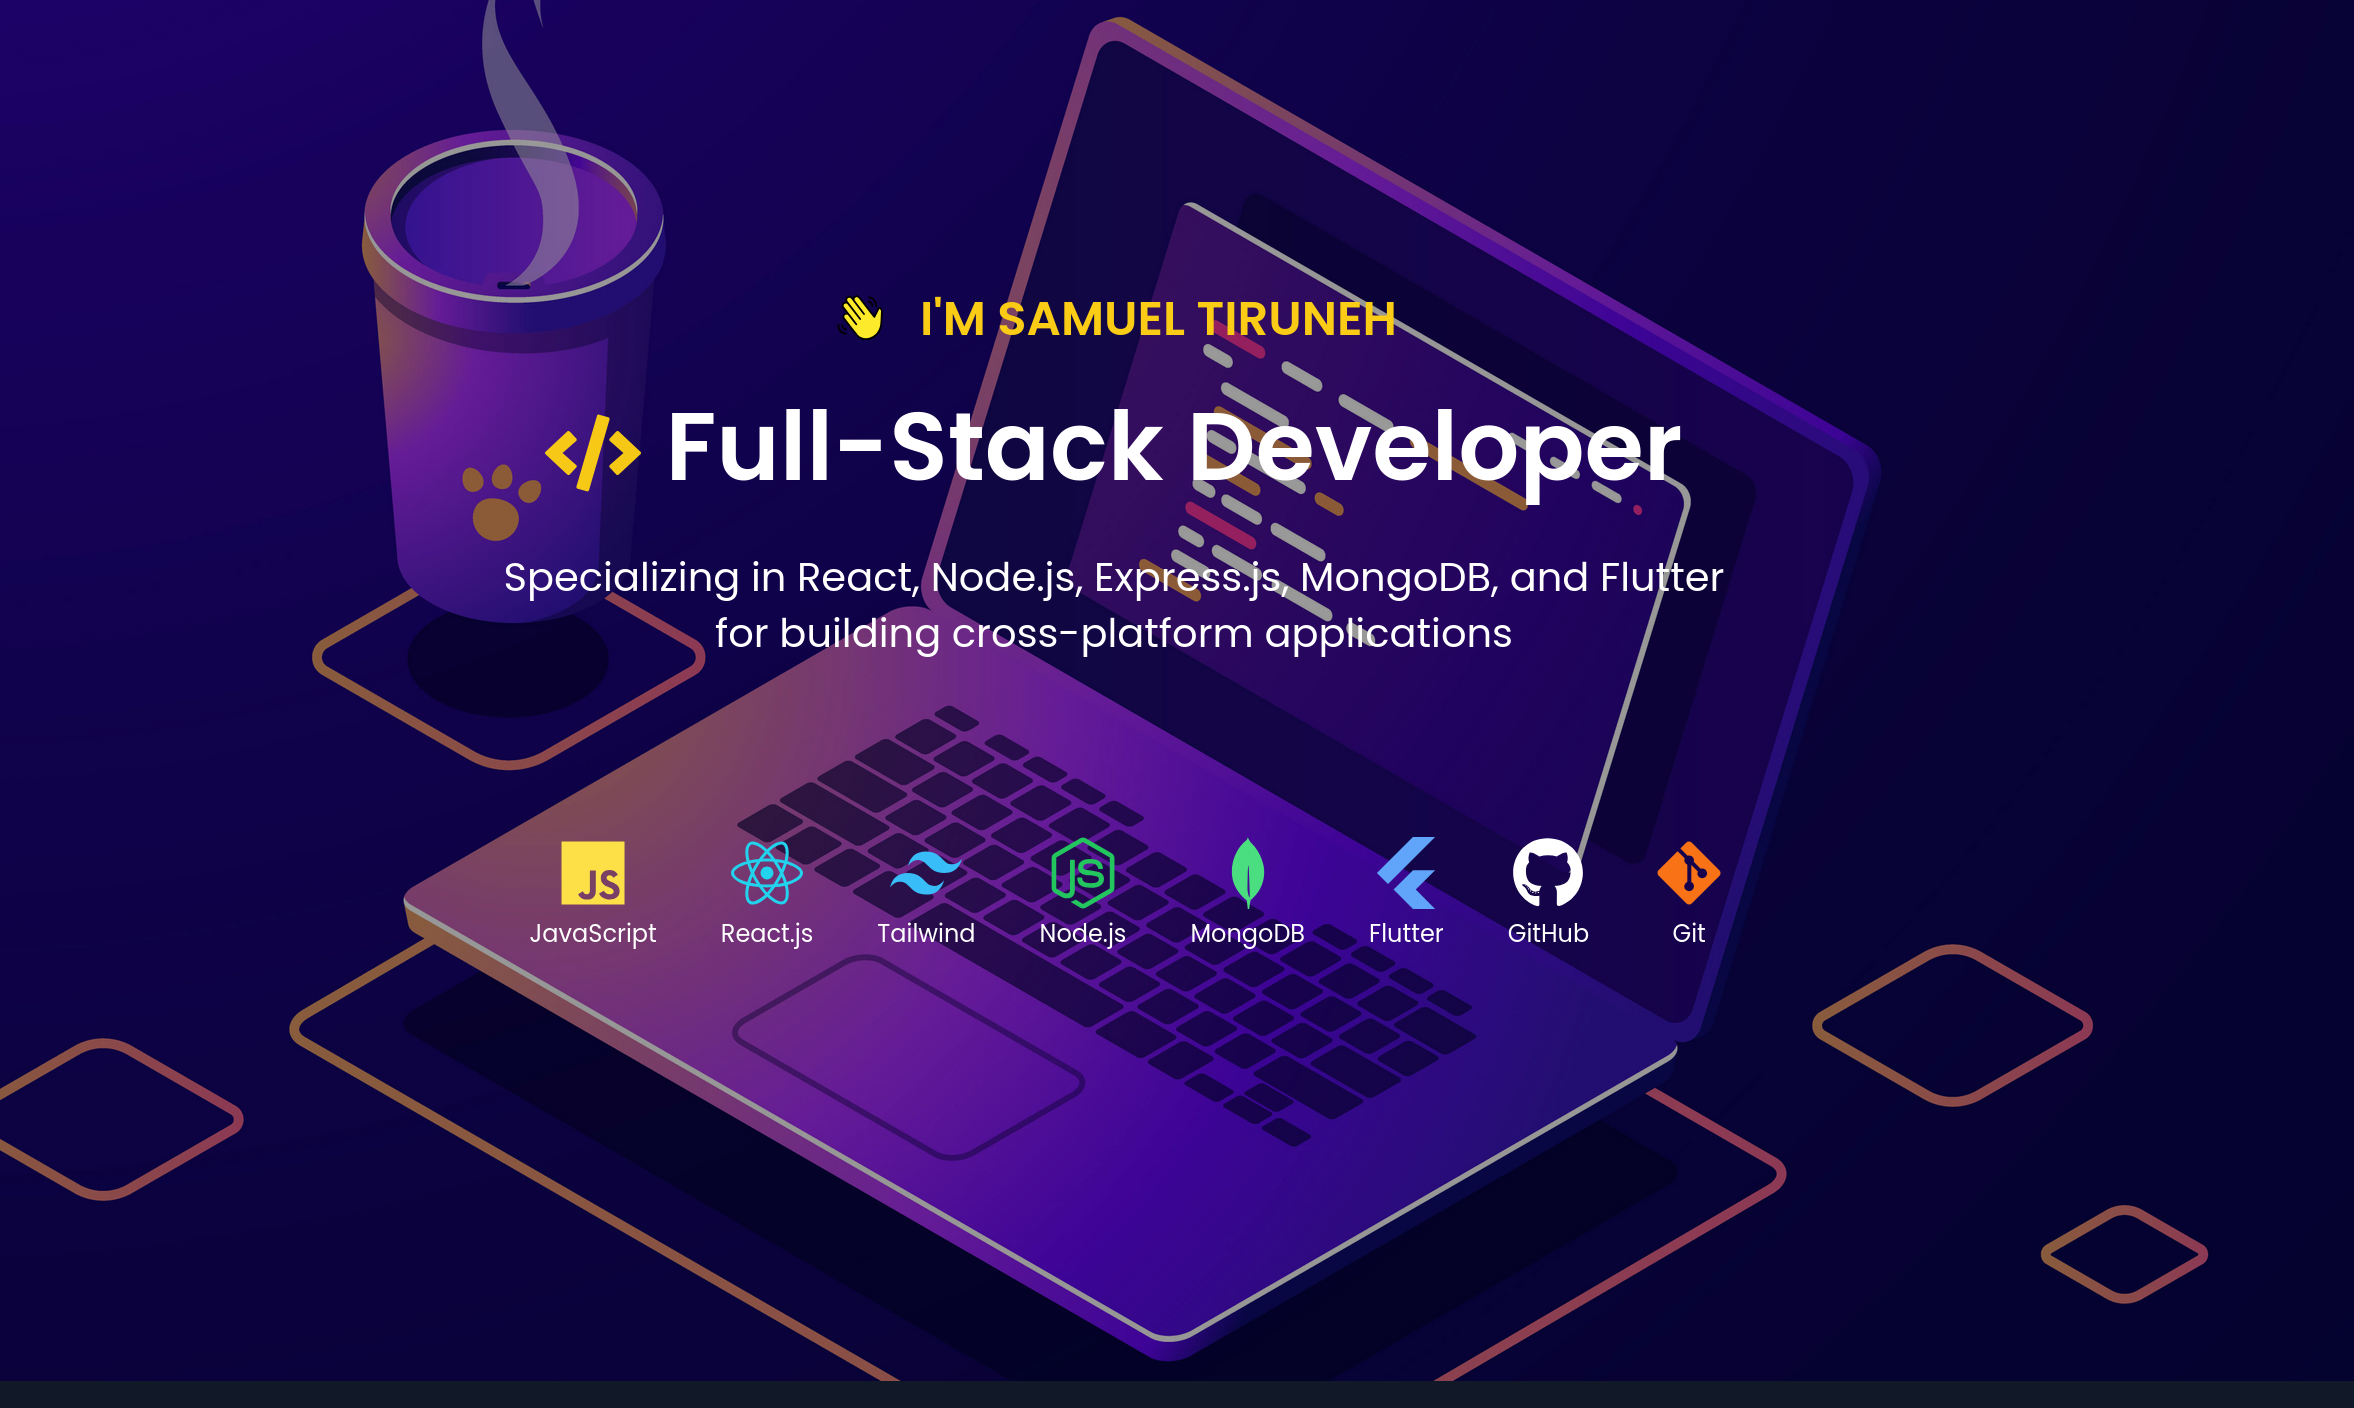 I'M SAMUEL TIRUNEH
</> Full-Stack Developer
Specializing in React, Node.js, Express.js, MongoDB, and Flutter
for building cross-platform applications
JS
JS
JavaScript React.js Tailwind Node.js MongoDB Flutter GitHub Git